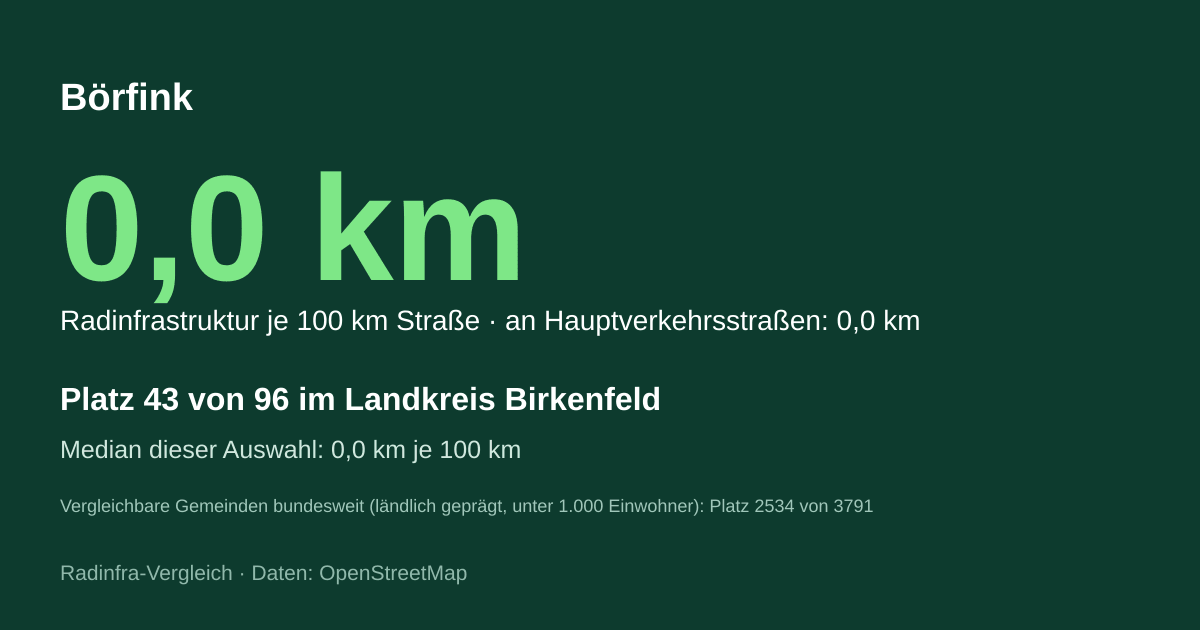 Börfink
0,0 km
Radinfrastruktur je 100 km Straße · an Hauptverkehrsstraßen: 0,0 km
Platz 43 von 96 im Landkreis Birkenfeld
Median dieser Auswahl: 0,0 km je 100 km
Vergleichbare Gemeinden bundesweit (ländlich geprägt, unter 1.000 Einwohner): Platz 2534 von 3791
Radinfra-Vergleich · Daten: OpenStreetMap